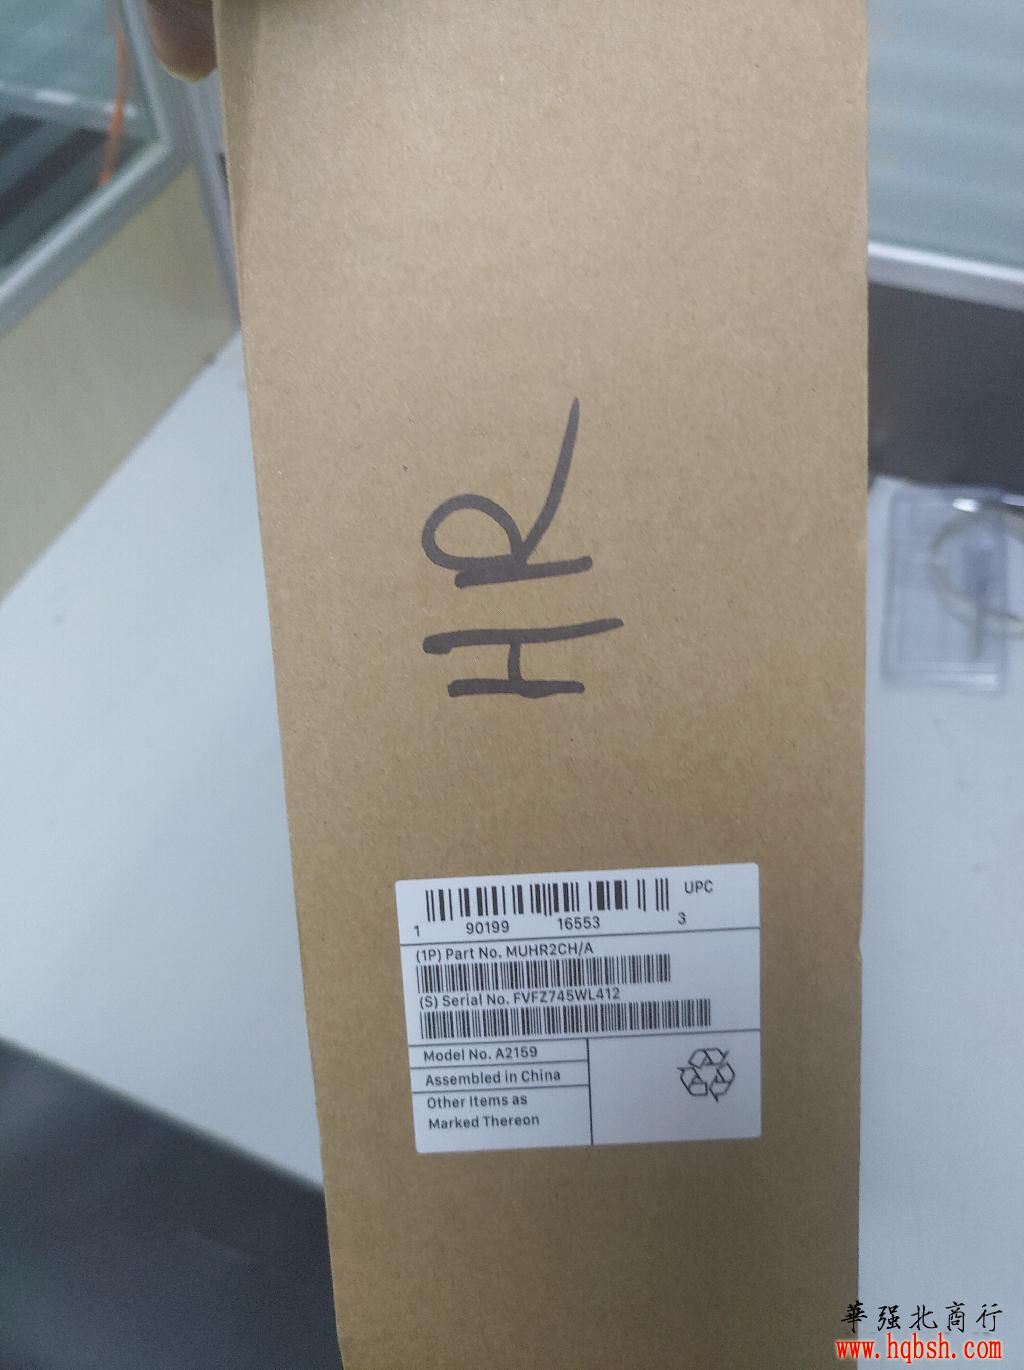 HR
UPC
1 90199 16553 3
(1P) Part No. MUHR2CH/A
(S) Serial No. FVFZ745WL412
Model No. A2159
Assembled in China
Other Items as
Marked Thereon
華强北商行
www.hqbsh.com